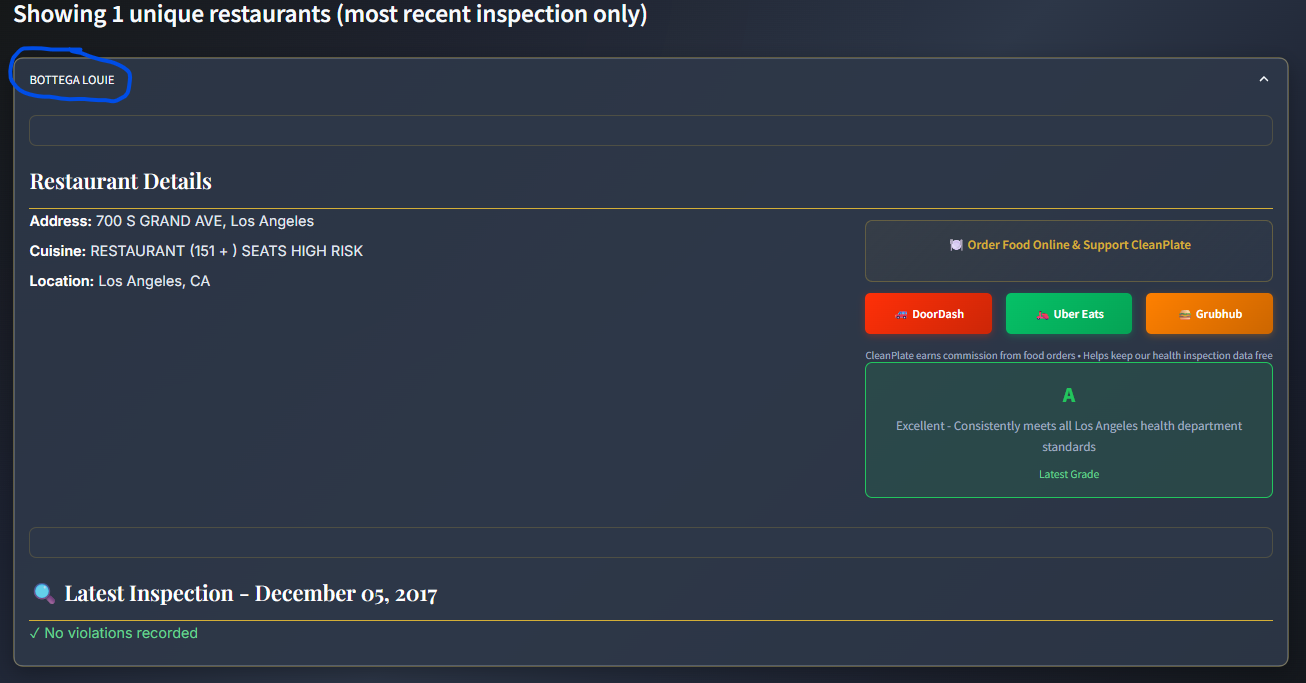 Showing 1 unique restaurants (most recent inspection only)
BOTTEGA LOUIE
Restaurant Details
Address: 700 S GRAND AVE, Los Angeles
Cuisine: RESTAURANT (151 + ) SEATS HIGH RISK
Location: Los Angeles, CA
🍽️ Order Food Online & Support CleanPlate
🚗 DoorDash
🛵 Uber Eats
🍔 Grubhub
CleanPlate earns commission from food orders • Helps keep our health inspection data free
A
Excellent - Consistently meets all Los Angeles health department
standards
Latest Grade
🔍 Latest Inspection - December 05, 2017
✓ No violations recorded